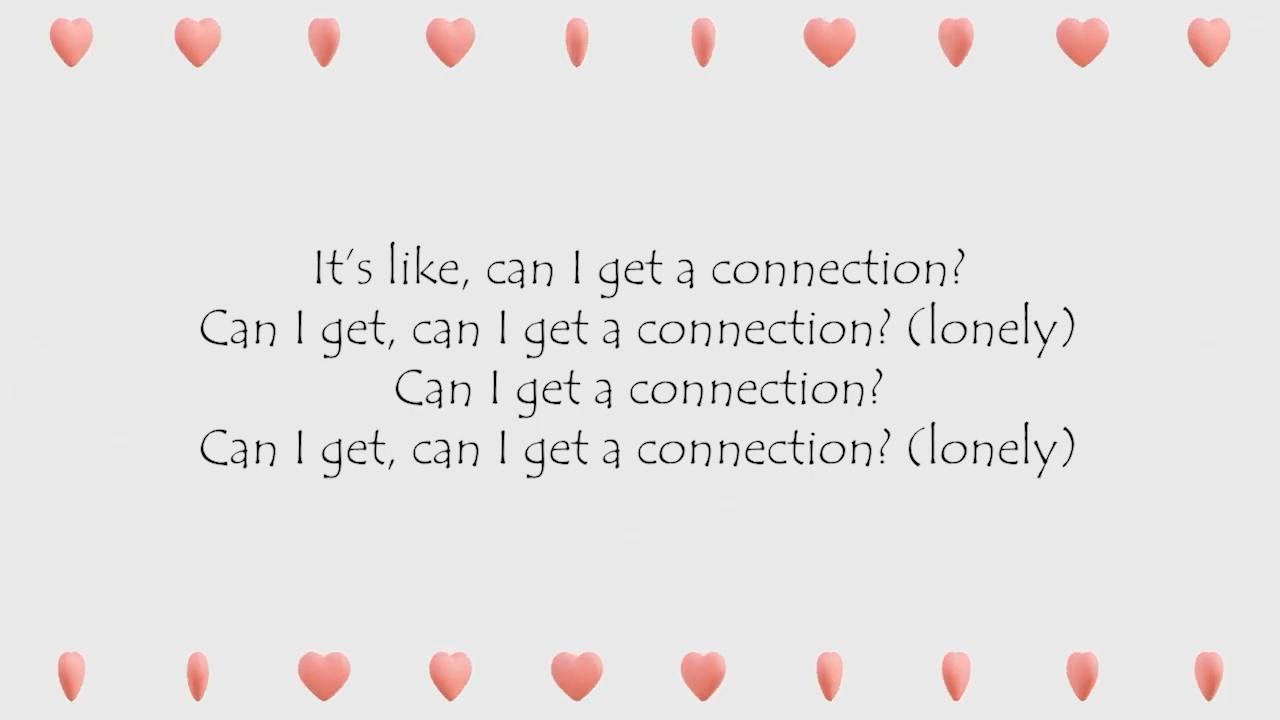 It's like, can I get a connection?
Can I get, can I get a connection? (lonely)
Can I get a connection?
Can I get, can I get a connection? (lonely)